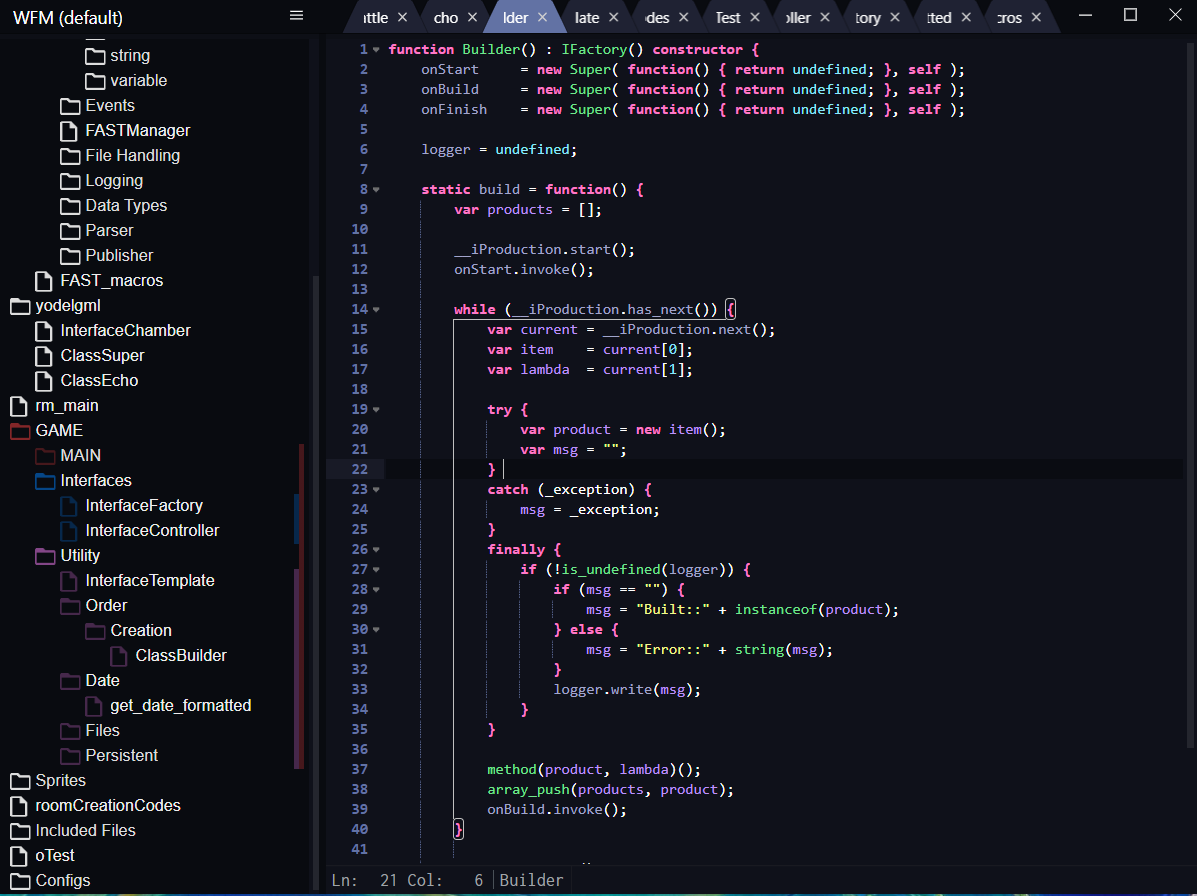 WFM (default)
ttle × cho × lder × late × des × Test × oller × tory × tted × cros ×
string
variable
Events
FASTManager
File Handling
Logging
Data Types
Parser
Publisher
FAST_macros
yodelgml
InterfaceChamber
ClassSuper
ClassEcho
rm_main
GAME
MAIN
Interfaces
InterfaceFactory
InterfaceController
Utility
InterfaceTemplate
Order
Creation
ClassBuilder
Date
get_date_formatted
Files
Persistent
Sprites
roomCreationCodes
Included Files
oTest
Configs
1 function Builder() : IFactory() constructor {
2 onStart = new Super( function() { return undefined; }, self );
3 onBuild = new Super( function() { return undefined; }, self );
4 onFinish = new Super( function() { return undefined; }, self );
5
6 logger = undefined;
7
8 static build = function() {
9 var products = [];
10
11 __iProduction.start();
12 onStart.invoke();
13
14 while (__iProduction.has_next()) {
15 var current = __iProduction.next();
16 var item = current[0];
17 var lambda = current[1];
18
19 try {
20 var product = new item();
21 var msg = "";
22 }
23 catch (_exception) {
24 msg = _exception;
25 }
26 finally {
27 if (!is_undefined(logger)) {
28 if (msg == "") {
29 msg = "Built::" + instanceof(product);
30 } else {
31 msg = "Error::" + string(msg);
32 }
33 logger.write(msg);
34 }
35 }
36
37 method(product, lambda)();
38 array_push(products, product);
39 onBuild.invoke();
40 }
41
Ln: 21 Col: 6 Builder